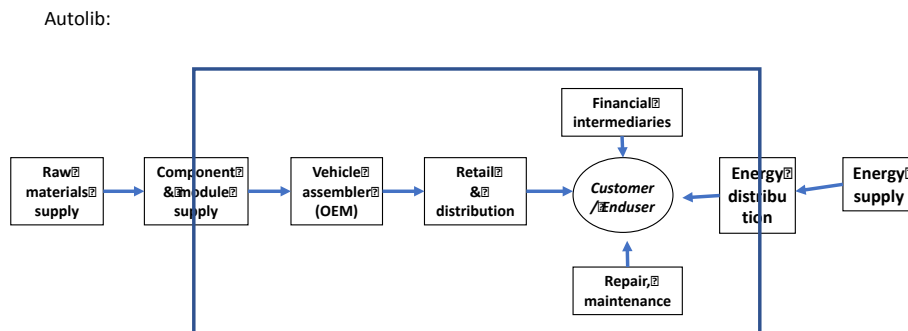 Autolib:
Financial
intermediaries
Raw
materials
supply
Component
& module
supply
Vehicle
assembler
(OEM)
Retail
&
distribution
Customer
/ Enduser
Energy
distribu
tion
Energy
supply
Repair,
maintenance